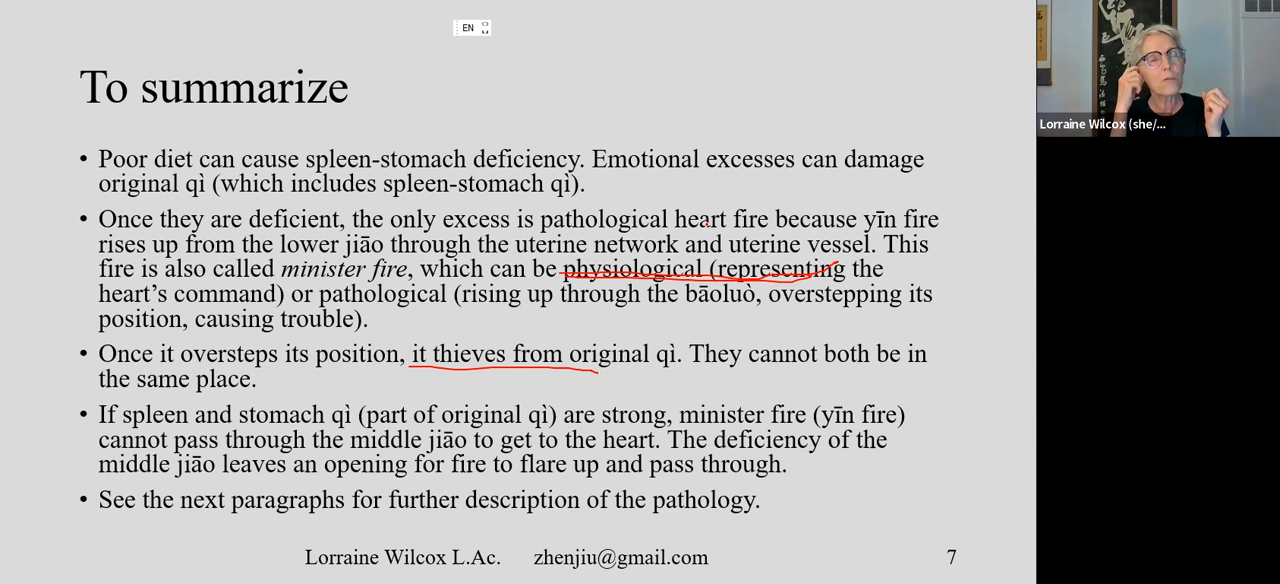 EN
To summarize
• Poor diet can cause spleen-stomach deficiency. Emotional excesses can damage
original qì (which includes spleen-stomach qì).
• Once they are deficient, the only excess is pathological heart fire because yīn fire
rises up from the lower jiāo through the uterine network and uterine vessel. This
fire is also called minister fire, which can be physiological (representing the
heart’s command) or pathological (rising up through the bāoluò, overstepping its
position, causing trouble).
• Once it oversteps its position, it thieves from original qì. They cannot both be in
the same place.
• If spleen and stomach qì (part of original qì) are strong, minister fire (yīn fire)
cannot pass through the middle jiāo to get to the heart. The deficiency of the
middle jiāo leaves an opening for fire to flare up and pass through.
• See the next paragraphs for further description of the pathology.
Lorraine Wilcox L.Ac. zhenjiu@gmail.com 7
Lorraine Wilcox (she/...